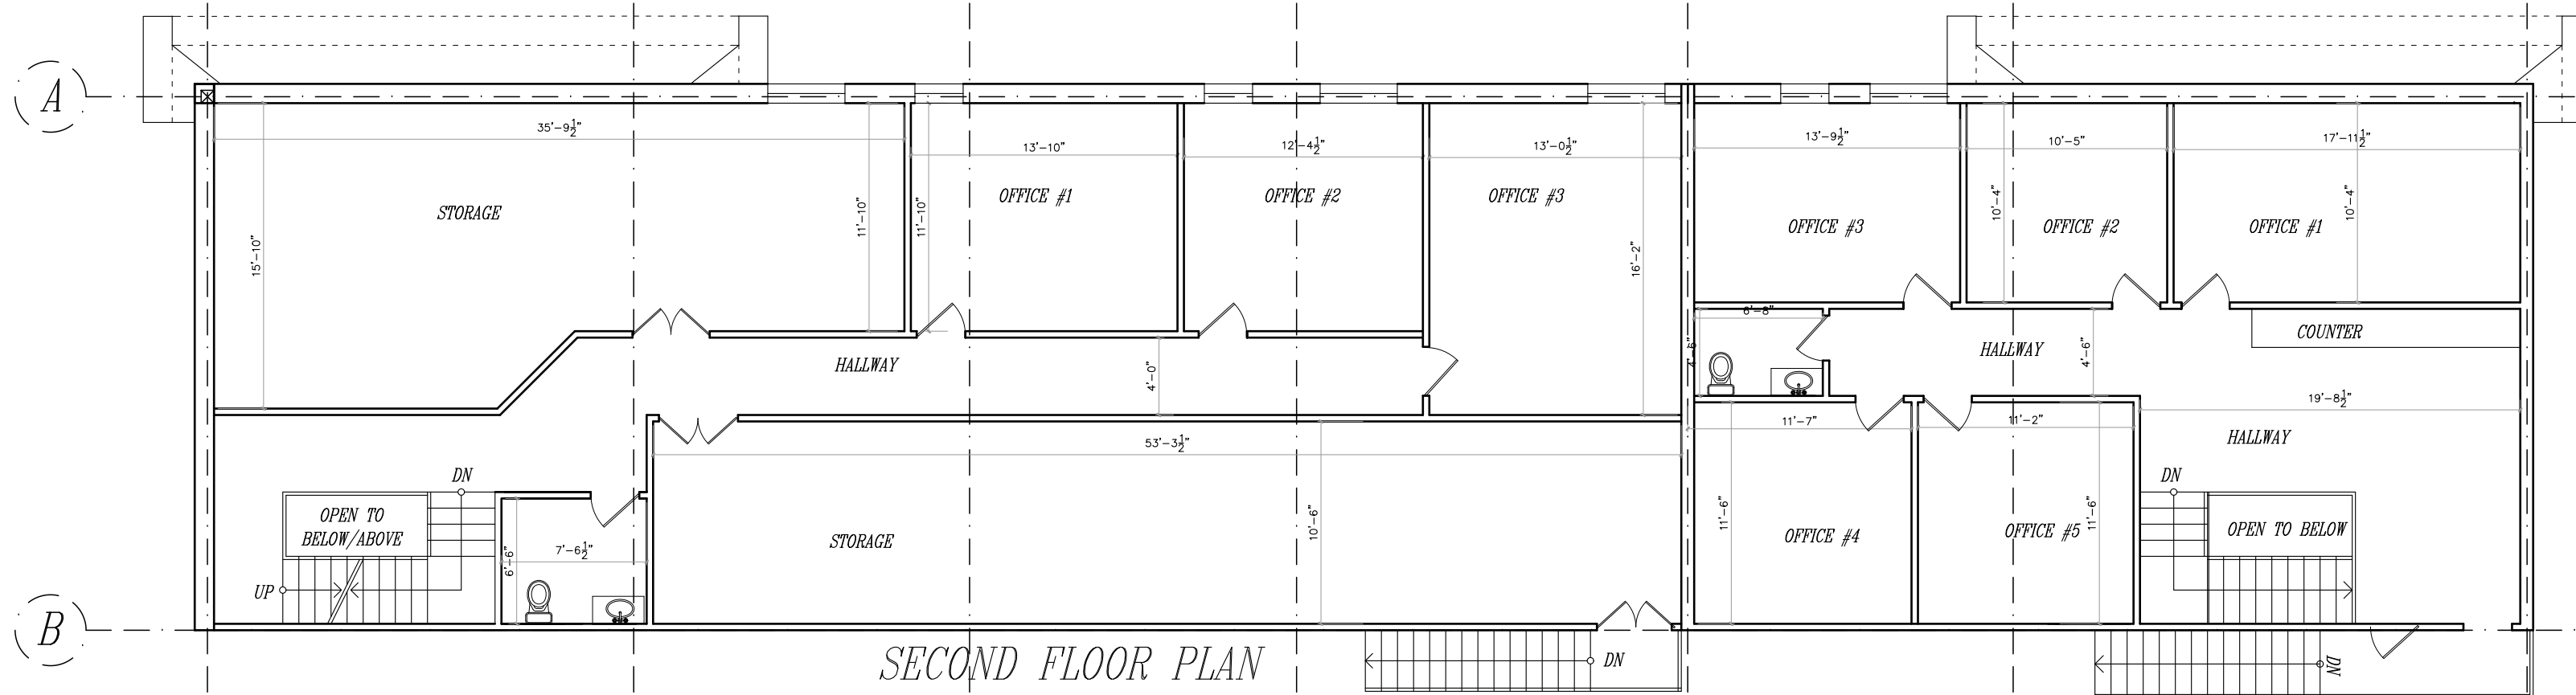 A
35'-9½"
13'-10"
12'-4½"
13'-0½"
13'-9½"
10'-5"
17'-11½"
STORAGE
OFFICE #1
OFFICE #2
OFFICE #3
OFFICE #3
OFFICE #2
OFFICE #1
15'-10"
11'-10"
11'-10"
16'-2"
10'-4"
10'-4"
6'-8"
COUNTER
HALLWAY
4'-0"
4'-6"
HALLWAY
4'-6"
19'-8½"
11'-7"
11'-2"
HALLWAY
53'-3½"
DN
DN
OPEN TO
BELOW/ABOVE
7'-6½"
6'-6"
STORAGE
10'-6"
11'-6"
OFFICE #4
OFFICE #5
11'-6"
OPEN TO BELOW
UP
B
SECOND FLOOR PLAN
DN
DN